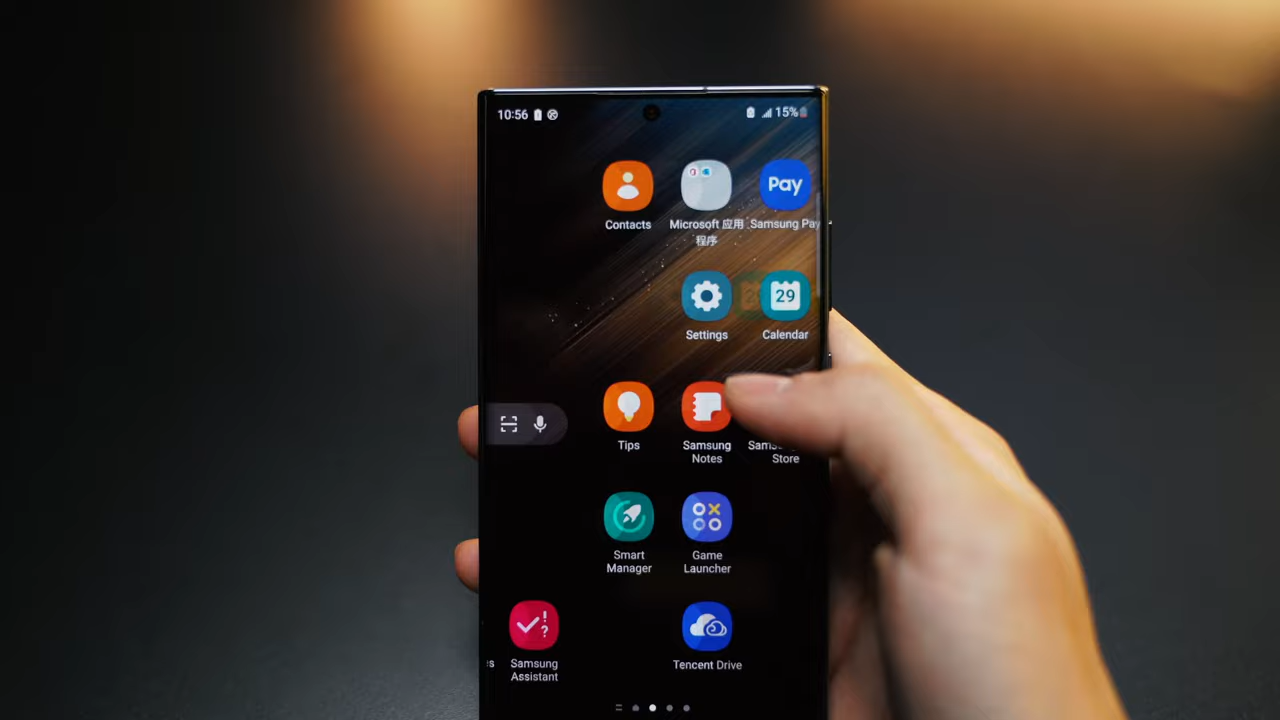 10:56
15%
Pay
Contacts
Microsoft 应用
程序
Samsung Pay
29
Settings
Calendar
Tips
Samsung
Notes
Store
Smart
Manager
Game
Launcher
s
Samsung
Assistant
Tencent Drive